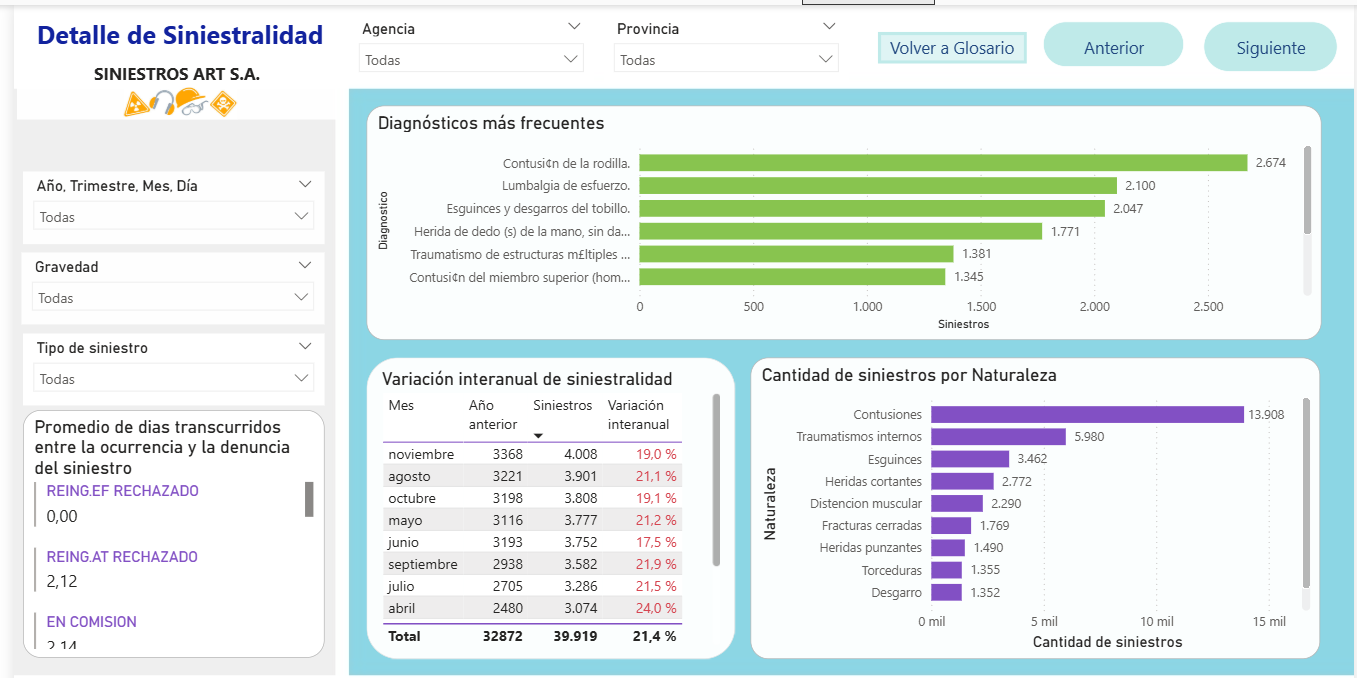 Detalle de Siniestralidad
SINIESTROS ART S.A.
Agencia
Todas
Provincia
Todas
Volver a Glosario
Anterior
Siguiente
Año, Trimestre, Mes, Día
Todas
Gravedad
Todas
Tipo de siniestro
Todas
Promedio de dias transcurridos
entre la ocurrencia y la denuncia
del siniestro
REING.EF RECHAZADO
0,00
REING.AT RECHAZADO
2,12
EN COMISION
2,14
Diagnósticos más frecuentes
Diagnostico
Contusi¢n de la rodilla. 2.674
Lumbalgia de esfuerzo. 2.100
Esguinces y desgarros del tobillo. 2.047
Herida de dedo (s) de la mano, sin da... 1.771
Traumatismo de estructuras m£ltiples ... 1.381
Contusi¢n del miembro superior (hom... 1.345
0 500 1.000 1.500 2.000 2.500
Siniestros
Variación interanual de siniestralidad
Mes Año anterior Siniestros Variación interanual
noviembre 3368 4.008 19,0 %
agosto 3221 3.901 21,1 %
octubre 3198 3.808 19,1 %
mayo 3116 3.777 21,2 %
junio 3193 3.752 17,5 %
septiembre 2938 3.582 21,9 %
julio 2705 3.286 21,5 %
abril 2480 3.074 24,0 %
Total 32872 39.919 21,4 %
Cantidad de siniestros por Naturaleza
Naturaleza
Contusiones 13.908
Traumatismos internos 5.980
Esguinces 3.462
Heridas cortantes 2.772
Distencion muscular 2.290
Fracturas cerradas 1.769
Heridas punzantes 1.490
Torceduras 1.355
Desgarro 1.352
0 mil 5 mil 10 mil 15 mil
Cantidad de siniestros